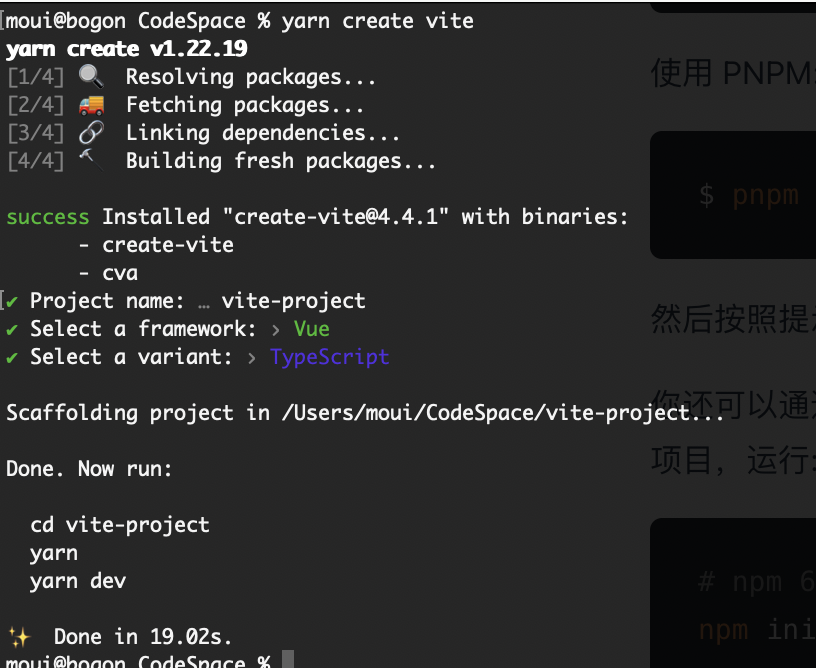 moui@bogon CodeSpace % yarn create vite
yarn create v1.22.19
[1/4] 🔍 Resolving packages...
[2/4] 🚚 Fetching packages...
[3/4] 🔗 Linking dependencies...
[4/4] 🔨 Building fresh packages...
success Installed "create-vite@4.4.1" with binaries:
- create-vite
- cva
✔ Project name: … vite-project
✔ Select a framework: › Vue
✔ Select a variant: › TypeScript
Scaffolding project in /Users/moui/CodeSpace/vite-project...
Done. Now run:
cd vite-project
yarn
yarn dev
✨ Done in 19.02s.
moui@bogon CodeSpace %
使用 PNPM:
$ pnpm
然后按照提示
你还可以通过
项目，运行:
# npm 6
npm ini